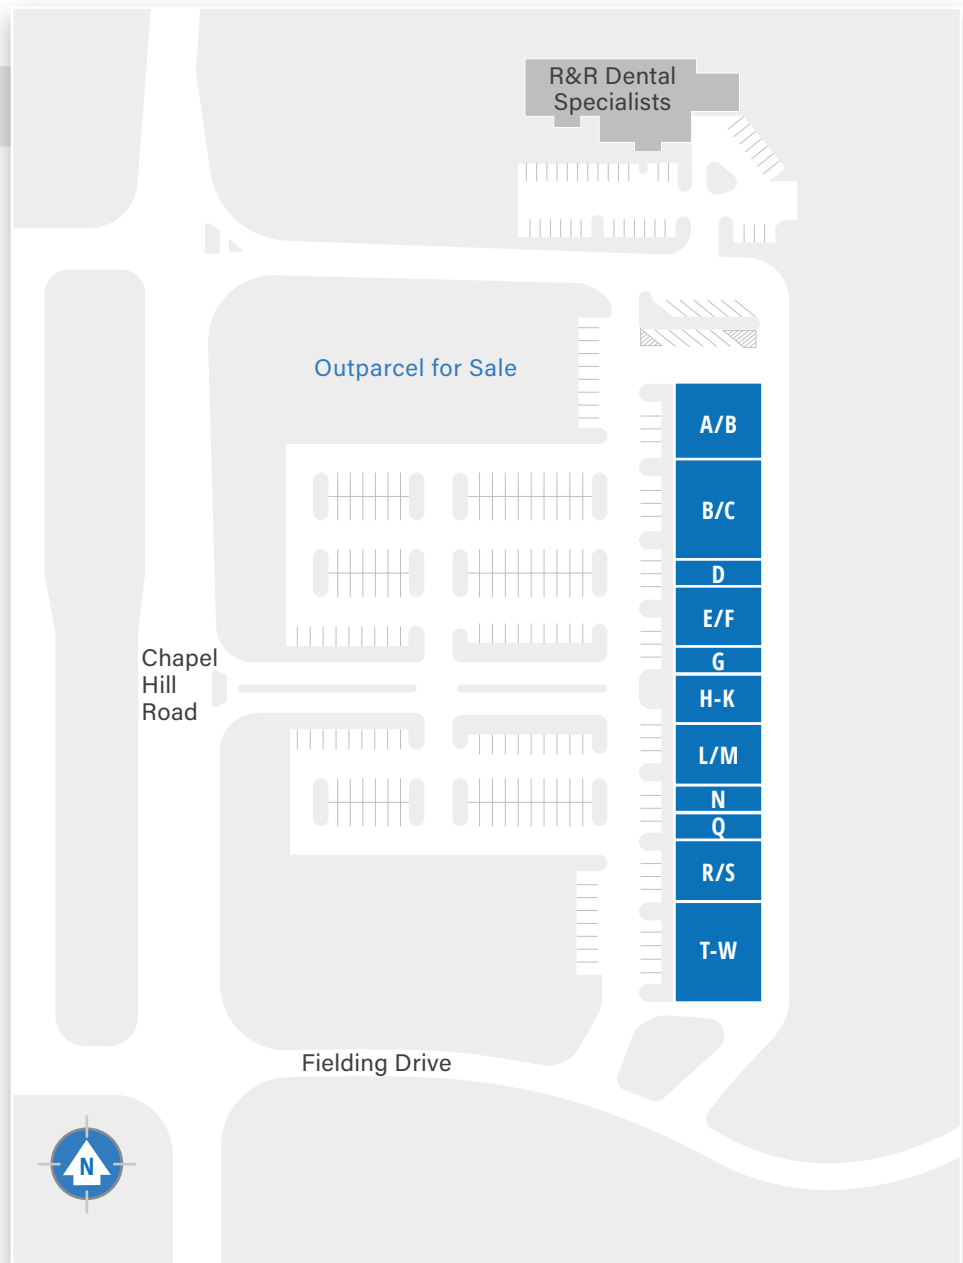 R&R Dental
Specialists
Outparcel for Sale
A/B
B/C
D
E/F
G
H-K
L/M
N
Q
R/S
T-W
Chapel
Hill
Road
Fielding Drive
N